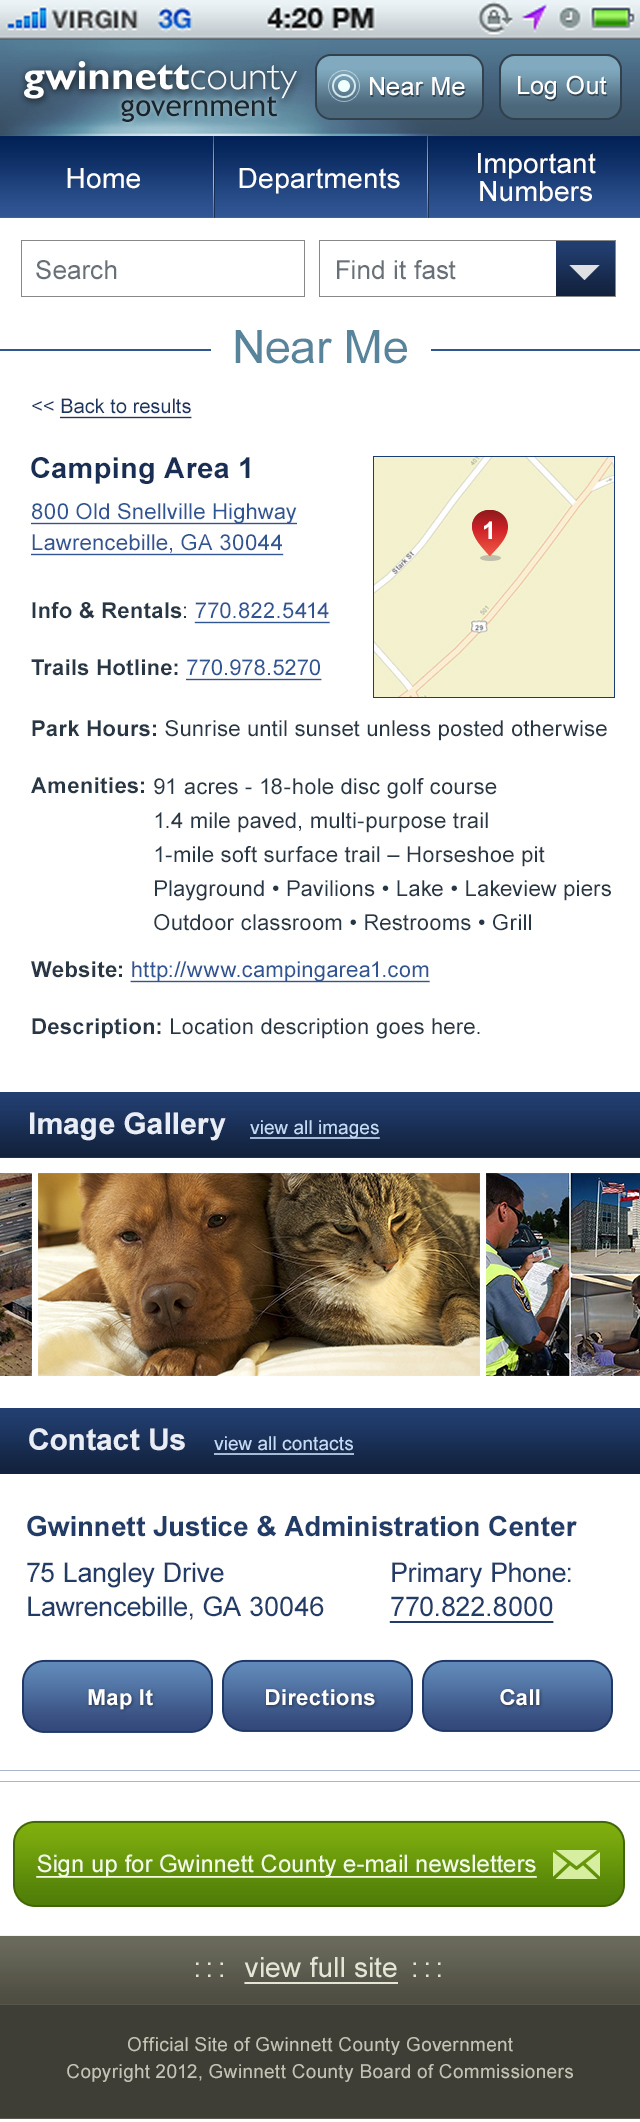 VIRGIN 3G 4:20 PM
gwinnettcounty
government
Near Me
Log Out
Home
Departments
Important
Numbers
Search
Find it fast
Near Me
<< Back to results
Camping Area 1
800 Old Snellville Highway
Lawrencebille, GA 30044
Info & Rentals: 770.822.5414
Trails Hotline: 770.978.5270
1
Stark St
29
Park Hours: Sunrise until sunset unless posted otherwise
Amenities: 91 acres - 18-hole disc golf course
1.4 mile paved, multi-purpose trail
1-mile soft surface trail – Horseshoe pit
Playground • Pavilions • Lake • Lakeview piers
Outdoor classroom • Restrooms • Grill
Website: http://www.campingarea1.com
Description: Location description goes here.
Image Gallery view all images
Contact Us view all contacts
Gwinnett Justice & Administration Center
75 Langley Drive
Lawrencebille, GA 30046
Primary Phone:
770.822.8000
Map It
Directions
Call
Sign up for Gwinnett County e-mail newsletters
::: view full site :::
Official Site of Gwinnett County Government
Copyright 2012, Gwinnett County Board of Commissioners